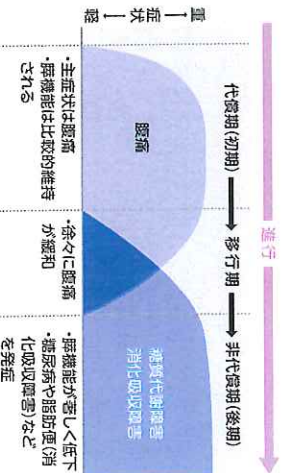 進行
代償期(初期)
移行期
非代償期(後期)
重
症状
軽
腹痛
糖質代謝障害
消化吸収障害
・主症状は腹痛
・膵機能は比較的維持
される
・徐々に腹痛
が緩和
・膵機能が著しく低下
・糖尿病や脂肪便(消
化吸収障害)など
を発症